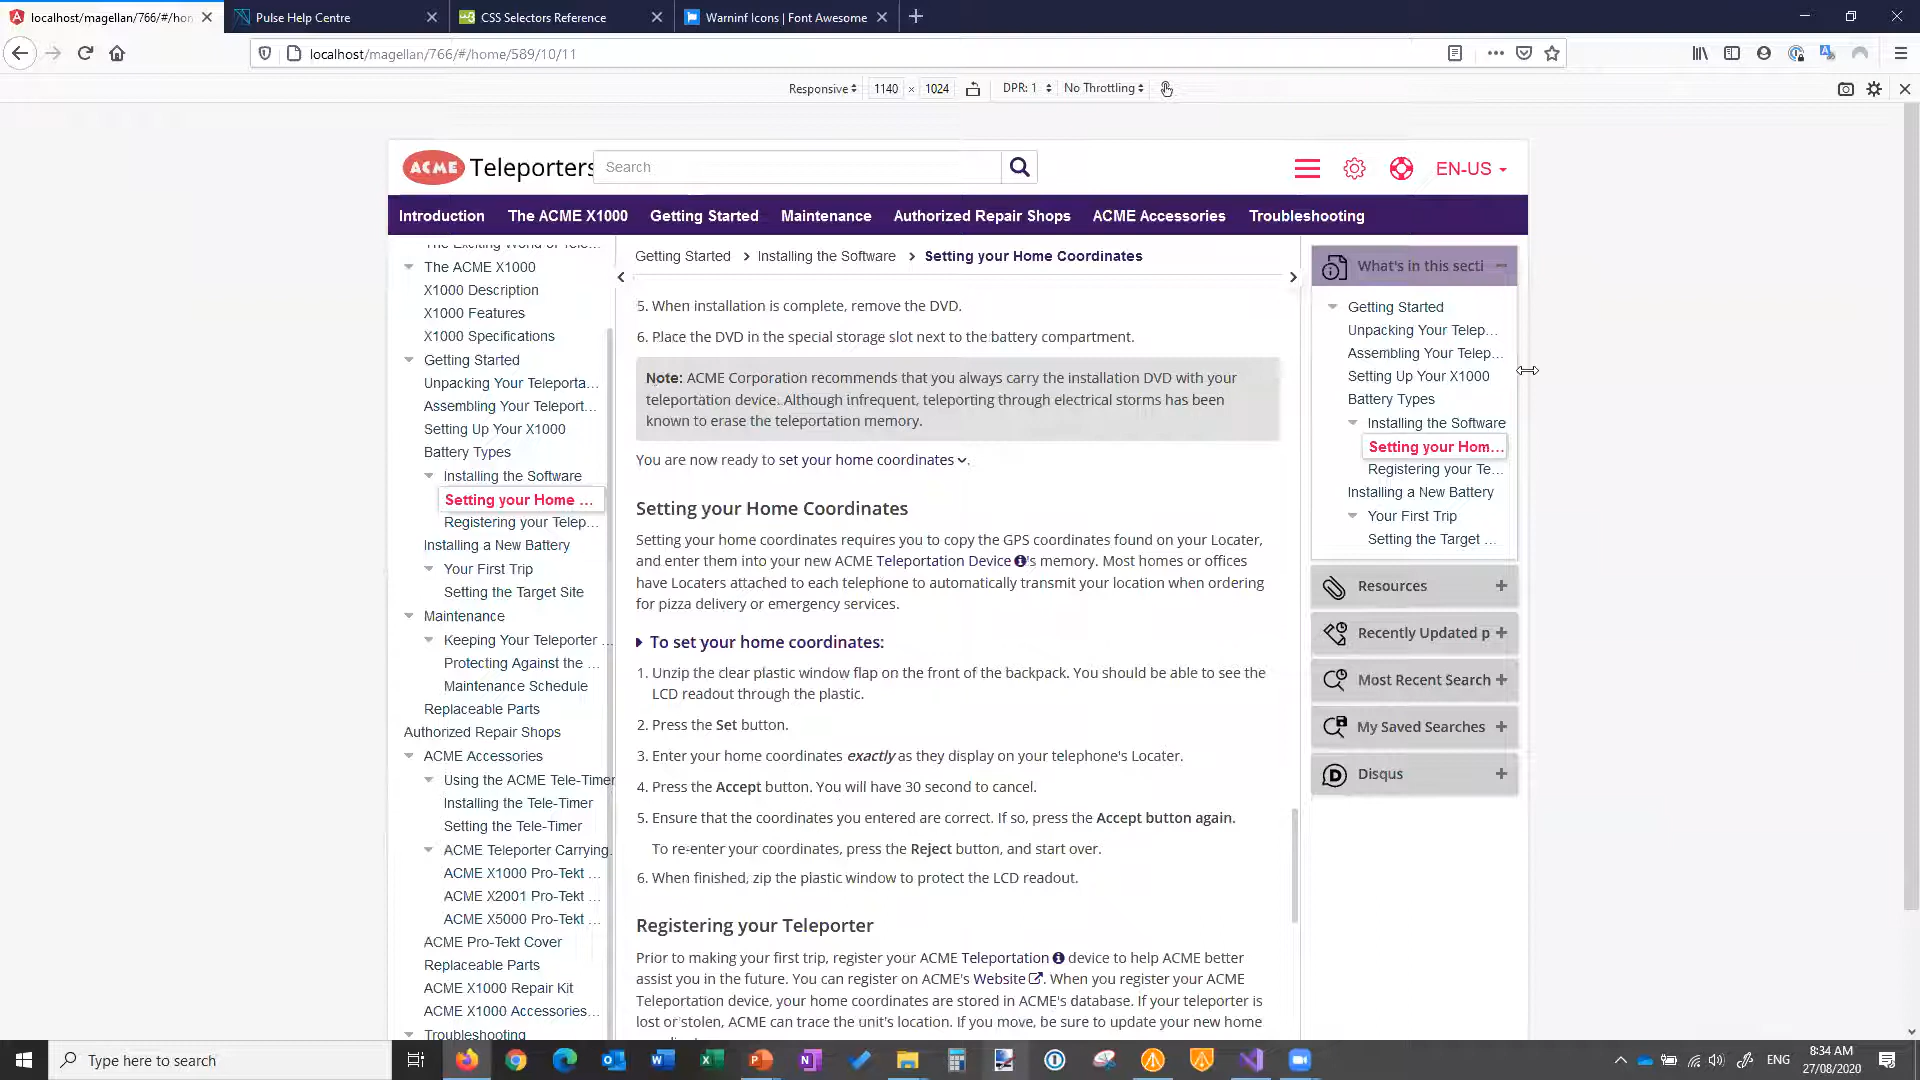 localhost/magellan/766/#/hon
Pulse Help Centre
CSS Selectors Reference
Warninf Icons | Font Awesome
localhost/magellan/766/#/home/589/10/11
Responsive
1140 × 1024
DPR: 1
No Throttling
ACME Teleporters
Search
EN-US
Introduction
The ACME X1000
Getting Started
Maintenance
Authorized Repair Shops
ACME Accessories
Troubleshooting
The Exciting World of Tele...
The ACME X1000
X1000 Description
X1000 Features
X1000 Specifications
Getting Started
Unpacking Your Teleporta...
Assembling Your Teleport...
Setting Up Your X1000
Battery Types
Installing the Software
Setting your Home ...
Registering your Telep...
Installing a New Battery
Your First Trip
Setting the Target Site
Maintenance
Keeping Your Teleporter ...
Protecting Against the ...
Maintenance Schedule
Replaceable Parts
Authorized Repair Shops
ACME Accessories
Using the ACME Tele-Timer
Installing the Tele-Timer
Setting the Tele-Timer
ACME Teleporter Carrying
ACME X1000 Pro-Tekt ...
ACME X2001 Pro-Tekt ...
ACME X5000 Pro-Tekt ...
ACME Pro-Tekt Cover
Replaceable Parts
ACME X1000 Repair Kit
ACME X1000 Accessories...
Troubleshooting
Getting Started > Installing the Software > Setting your Home Coordinates
5. When installation is complete, remove the DVD.
6. Place the DVD in the special storage slot next to the battery compartment.
Note: ACME Corporation recommends that you always carry the installation DVD with your
teleportation device. Although infrequent, teleporting through electrical storms has been
known to erase the teleportation memory.
You are now ready to set your home coordinates.
Setting your Home Coordinates
Setting your home coordinates requires you to copy the GPS coordinates found on your Locater,
and enter them into your new ACME Teleportation Device's memory. Most homes or offices
have Locaters attached to each telephone to automatically transmit your location when ordering
for pizza delivery or emergency services.
To set your home coordinates:
1. Unzip the clear plastic window flap on the front of the backpack. You should be able to see the
LCD readout through the plastic.
2. Press the Set button.
3. Enter your home coordinates exactly as they display on your telephone's Locater.
4. Press the Accept button. You will have 30 second to cancel.
5. Ensure that the coordinates you entered are correct. If so, press the Accept button again.
To re-enter your coordinates, press the Reject button, and start over.
6. When finished, zip the plastic window to protect the LCD readout.
Registering your Teleporter
Prior to making your first trip, register your ACME Teleportation device to help ACME better
assist you in the future. You can register on ACME's Website. When you register your ACME
Teleportation device, your home coordinates are stored in ACME's database. If your teleporter is
lost or stolen, ACME can trace the unit's location. If you move, be sure to update your new home
What's in this secti
Getting Started
Unpacking Your Telep...
Assembling Your Telep...
Setting Up Your X1000
Battery Types
Installing the Software
Setting your Hom...
Registering your Te...
Installing a New Battery
Your First Trip
Setting the Target ...
Resources
Recently Updated p
Most Recent Search
My Saved Searches
Disqus
Type here to search
ENG
8:34 AM
27/08/2020